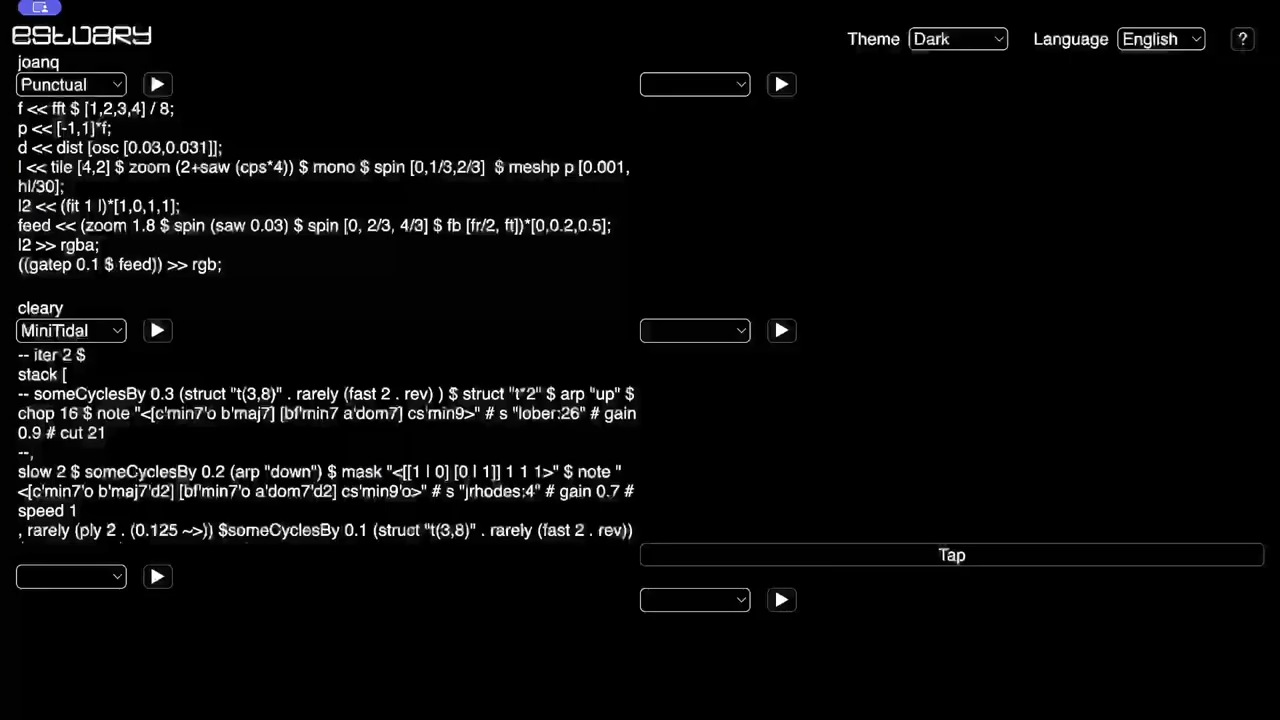 estuary
Theme Dark Language English ?
joanq
Punctual
f << fft $ [1,2,3,4] / 8;
p << [-1,1]*f;
d << dist [osc [0.03,0.031]];
l << tile [4,2] $ zoom (2+saw (cps*4)) $ mono $ spin [0,1/3,2/3] $ meshp p [0.001,
hl/30];
l2 << (fit 1 l)*[1,0,1,1];
feed << (zoom 1.8 $ spin (saw 0.03) $ spin [0, 2/3, 4/3] $ fb [fr/2, ft])*[0,0.2,0.5];
l2 >> rgba;
((gatep 0.1 $ feed)) >> rgb;
cleary
MiniTidal
-- iter 2 $
stack [
-- someCyclesBy 0.3 (struct "t(3,8)" . rarely (fast 2 . rev) ) $ struct "t*2" $ arp "up" $
chop 16 $ note "<[c'min7'o b'maj7] [bf'min7 a'dom7] cs'min9>" # s "lober:26" # gain
0.9 # cut 21
--,
slow 2 $ someCyclesBy 0.2 (arp "down") $ mask "<[[1 | 0] [0 | 1]] 1 1 1>" $ note "
<[c'min7'o b'maj7'd2] [bf'min7'o a'dom7'd2] cs'min9'o>" # s "jrhodes:4" # gain 0.7 #
speed 1
, rarely (ply 2 . (0.125 ~>)) $someCyclesBy 0.1 (struct "t(3,8)" . rarely (fast 2 . rev))
Tap